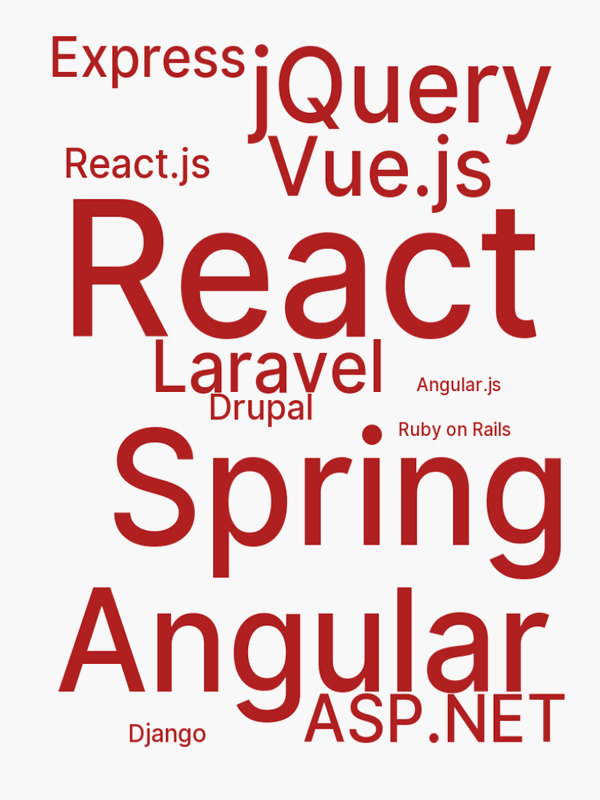 Express
jQuery
React.js
Vue.js
React
Laravel
Angular.js
Drupal
Ruby on Rails
Spring
Angular
ASP.NET
Django